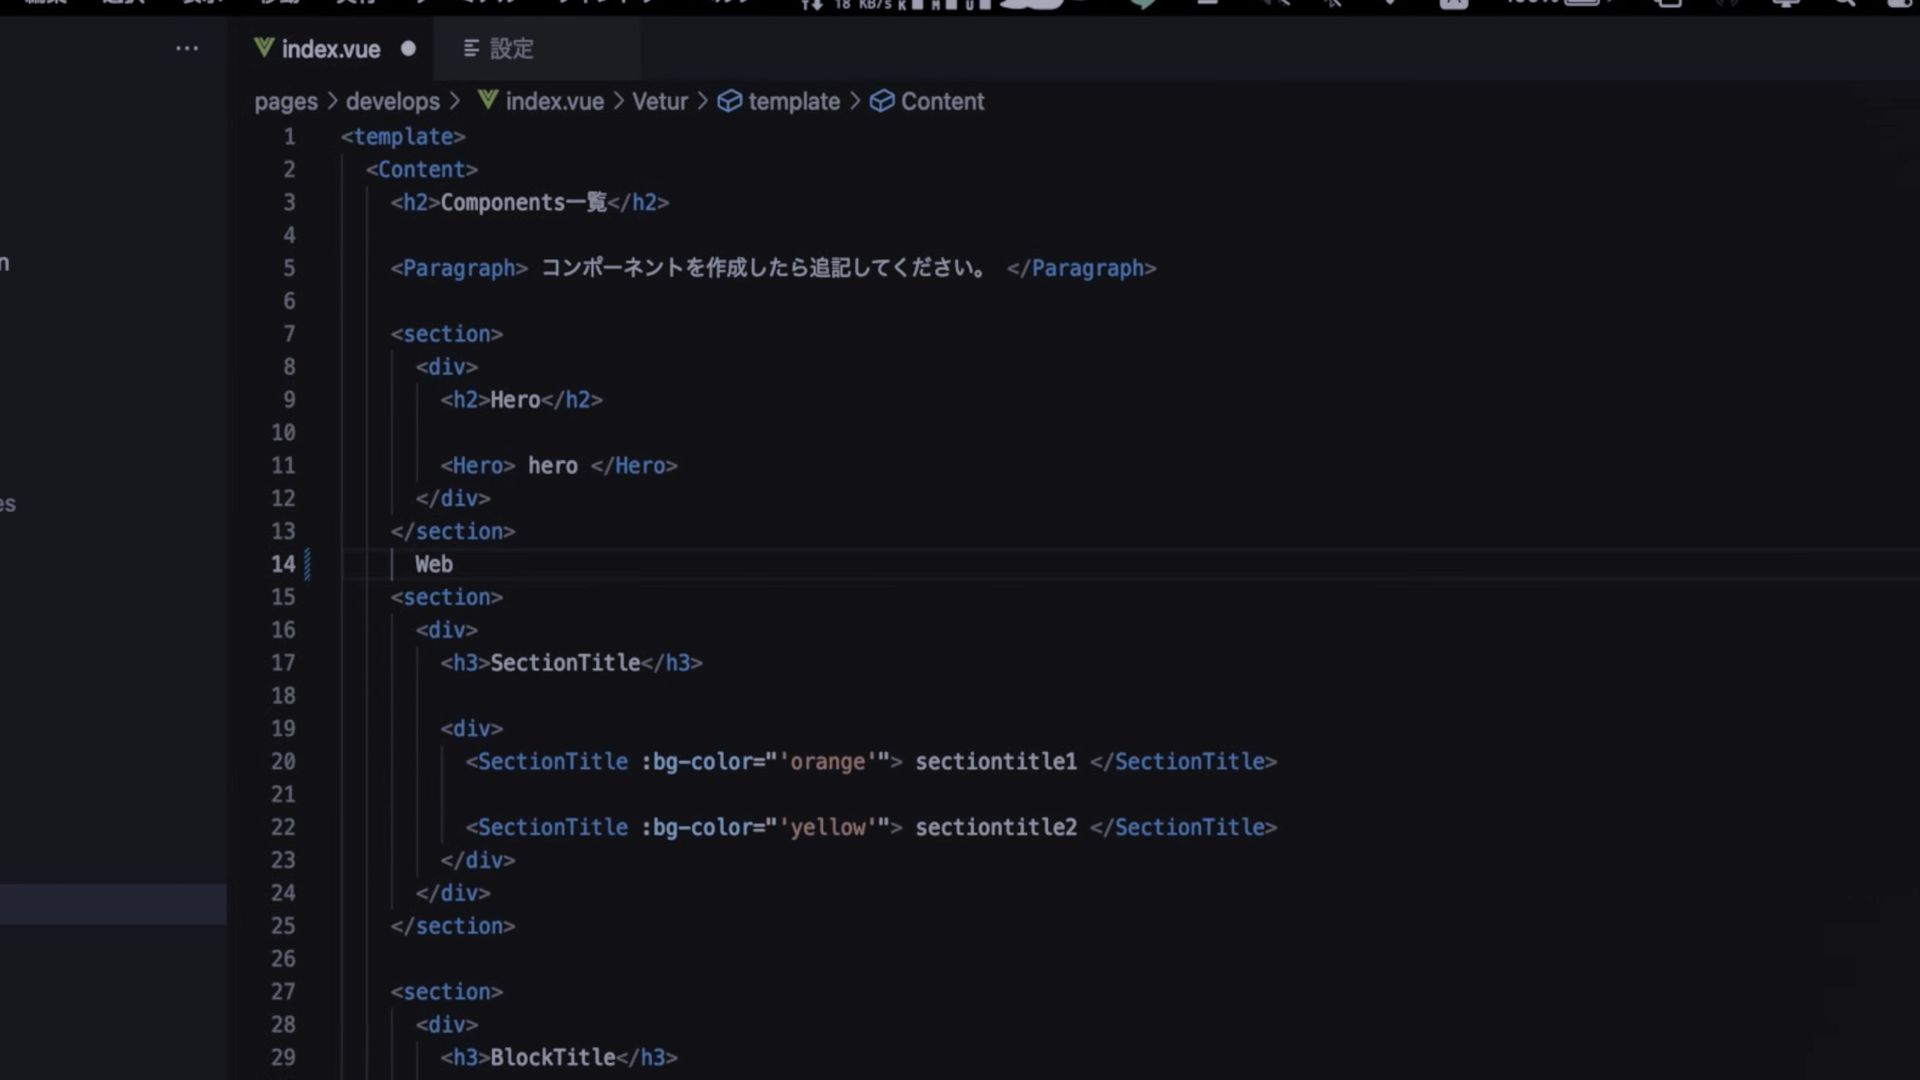 18 KB/s
index.vue
設定
pages > develops > index.vue > Vetur > template > Content
1 <template>
2 <Content>
3 <h2>Components一覧</h2>
4
5 <Paragraph> コンポーネントを作成したら追記してください。 </Paragraph>
6
7 <section>
8 <div>
9 <h2>Hero</h2>
10
11 <Hero> hero </Hero>
12 </div>
13 </section>
14 Web
15 <section>
16 <div>
17 <h3>SectionTitle</h3>
18
19 <div>
20 <SectionTitle :bg-color="'orange'"> sectiontitle1 </SectionTitle>
21
22 <SectionTitle :bg-color="'yellow'"> sectiontitle2 </SectionTitle>
23 </div>
24 </div>
25 </section>
26
27 <section>
28 <div>
29 <h3>BlockTitle</h3>